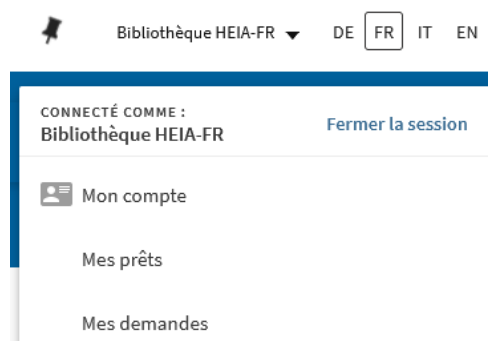 Bibliothèque HEIA-FR DE FR IT EN
CONNECTÉ COMME :
Bibliothèque HEIA-FR
Fermer la session
Mon compte
Mes prêts
Mes demandes